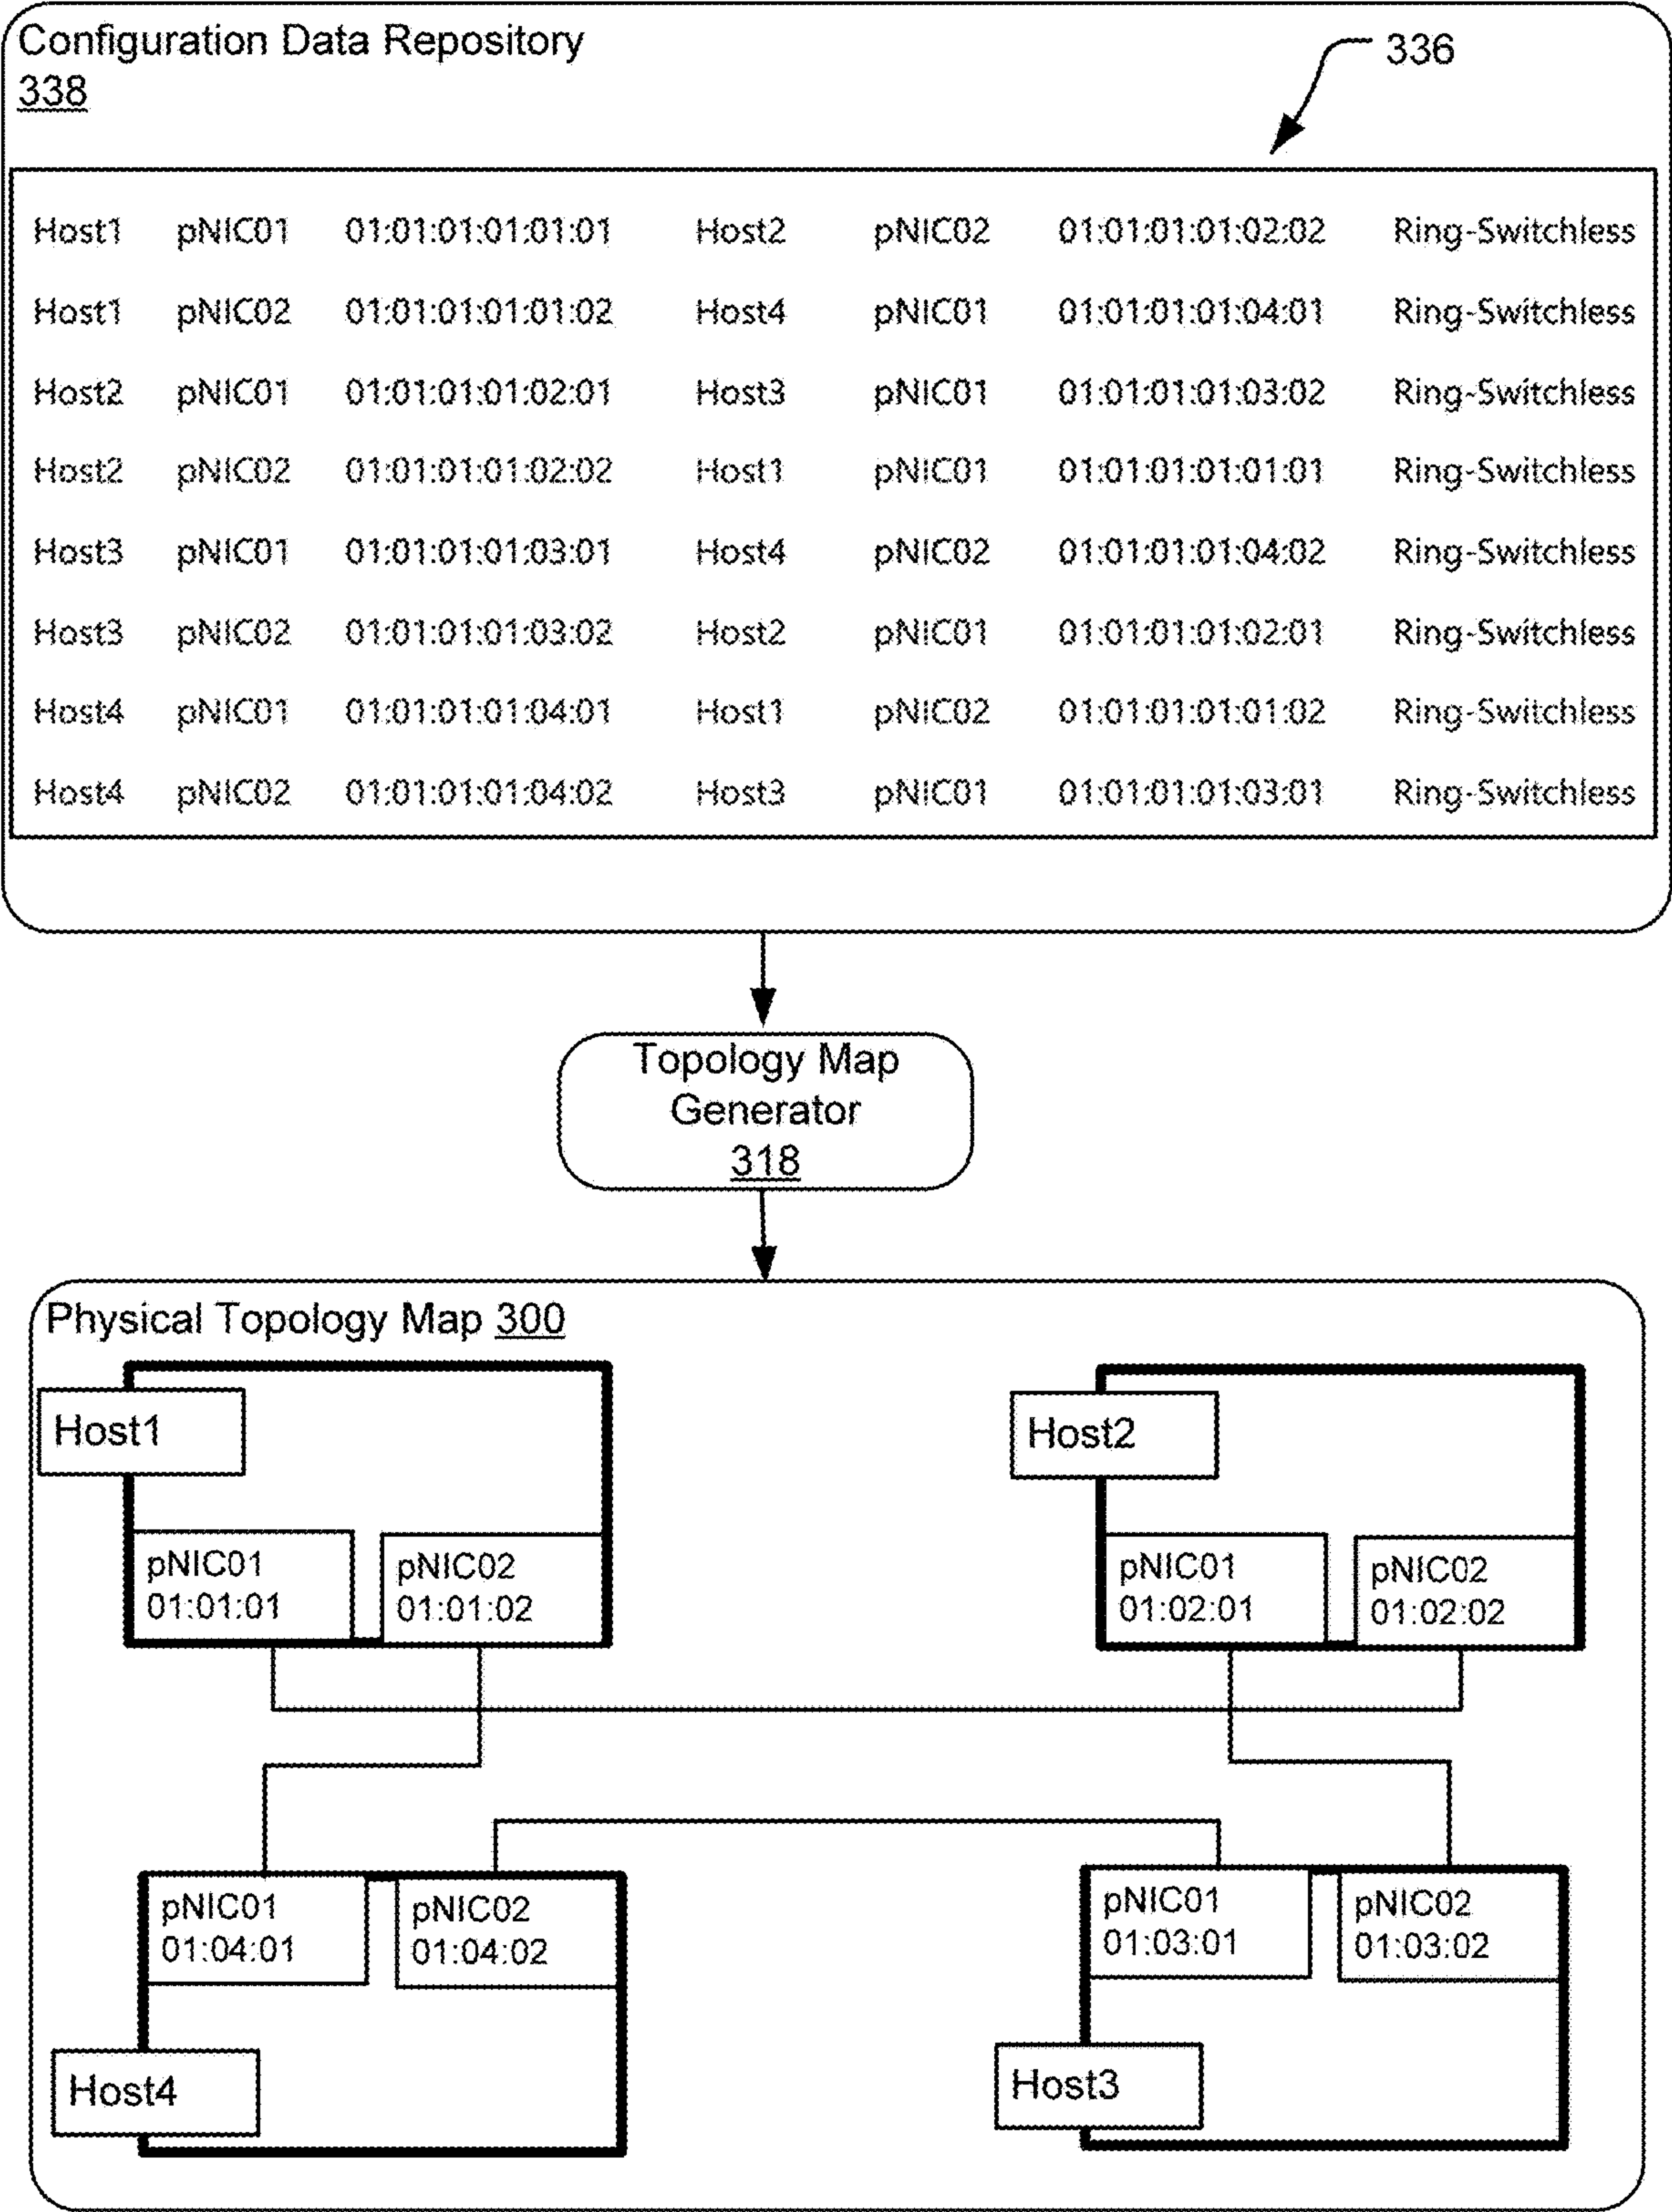 Configuration Data Repository
338
336
Host1 pNIC01 01:01:01:01:01:01 Host2 pNIC02 01:01:01:01:02:02 Ring-Switchless
Host1 pNIC02 01:01:01:01:01:02 Host4 pNIC01 01:01:01:01:04:01 Ring-Switchless
Host2 pNIC01 01:01:01:01:02:01 Host3 pNIC01 01:01:01:01:03:02 Ring-Switchless
Host2 pNIC02 01:01:01:01:02:02 Host1 pNIC01 01:01:01:01:01:01 Ring-Switchless
Host3 pNIC01 01:01:01:01:03:01 Host4 pNIC02 01:01:01:01:04:02 Ring-Switchless
Host3 pNIC02 01:01:01:01:03:02 Host2 pNIC01 01:01:01:01:02:01 Ring-Switchless
Host4 pNIC01 01:01:01:01:04:01 Host1 pNIC02 01:01:01:01:01:02 Ring-Switchless
Host4 pNIC02 01:01:01:01:04:02 Host3 pNIC01 01:01:01:01:03:01 Ring-Switchless
Topology Map
Generator
318
Physical Topology Map 300
Host1
pNIC01
01:01:01
pNIC02
01:01:02
Host2
pNIC01
01:02:01
pNIC02
01:02:02
pNIC01
01:04:01
pNIC02
01:04:02
Host4
pNIC01
01:03:01
pNIC02
01:03:02
Host3